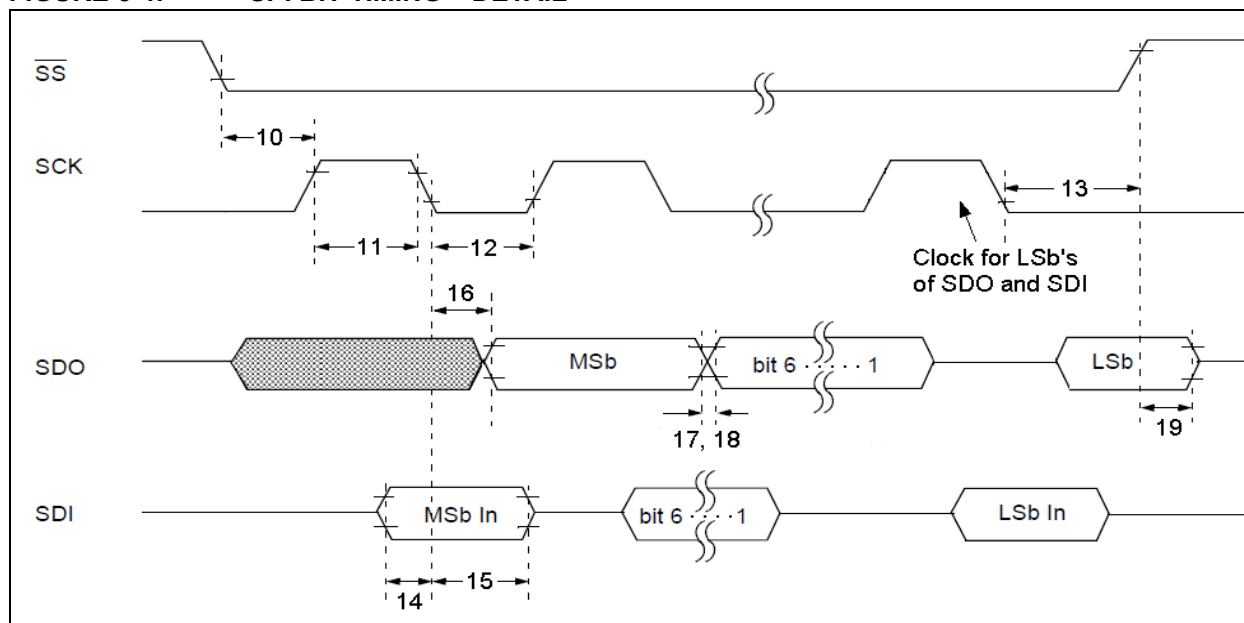 SS
10
SCK
11
12
13
Clock for LSb's
of SDO and SDI
16
SDO
MSb
bit 6 · · · · · · 1
LSb
17, 18
19
SDI
MSb In
bit 6 · · · · · 1
LSb In
14
15